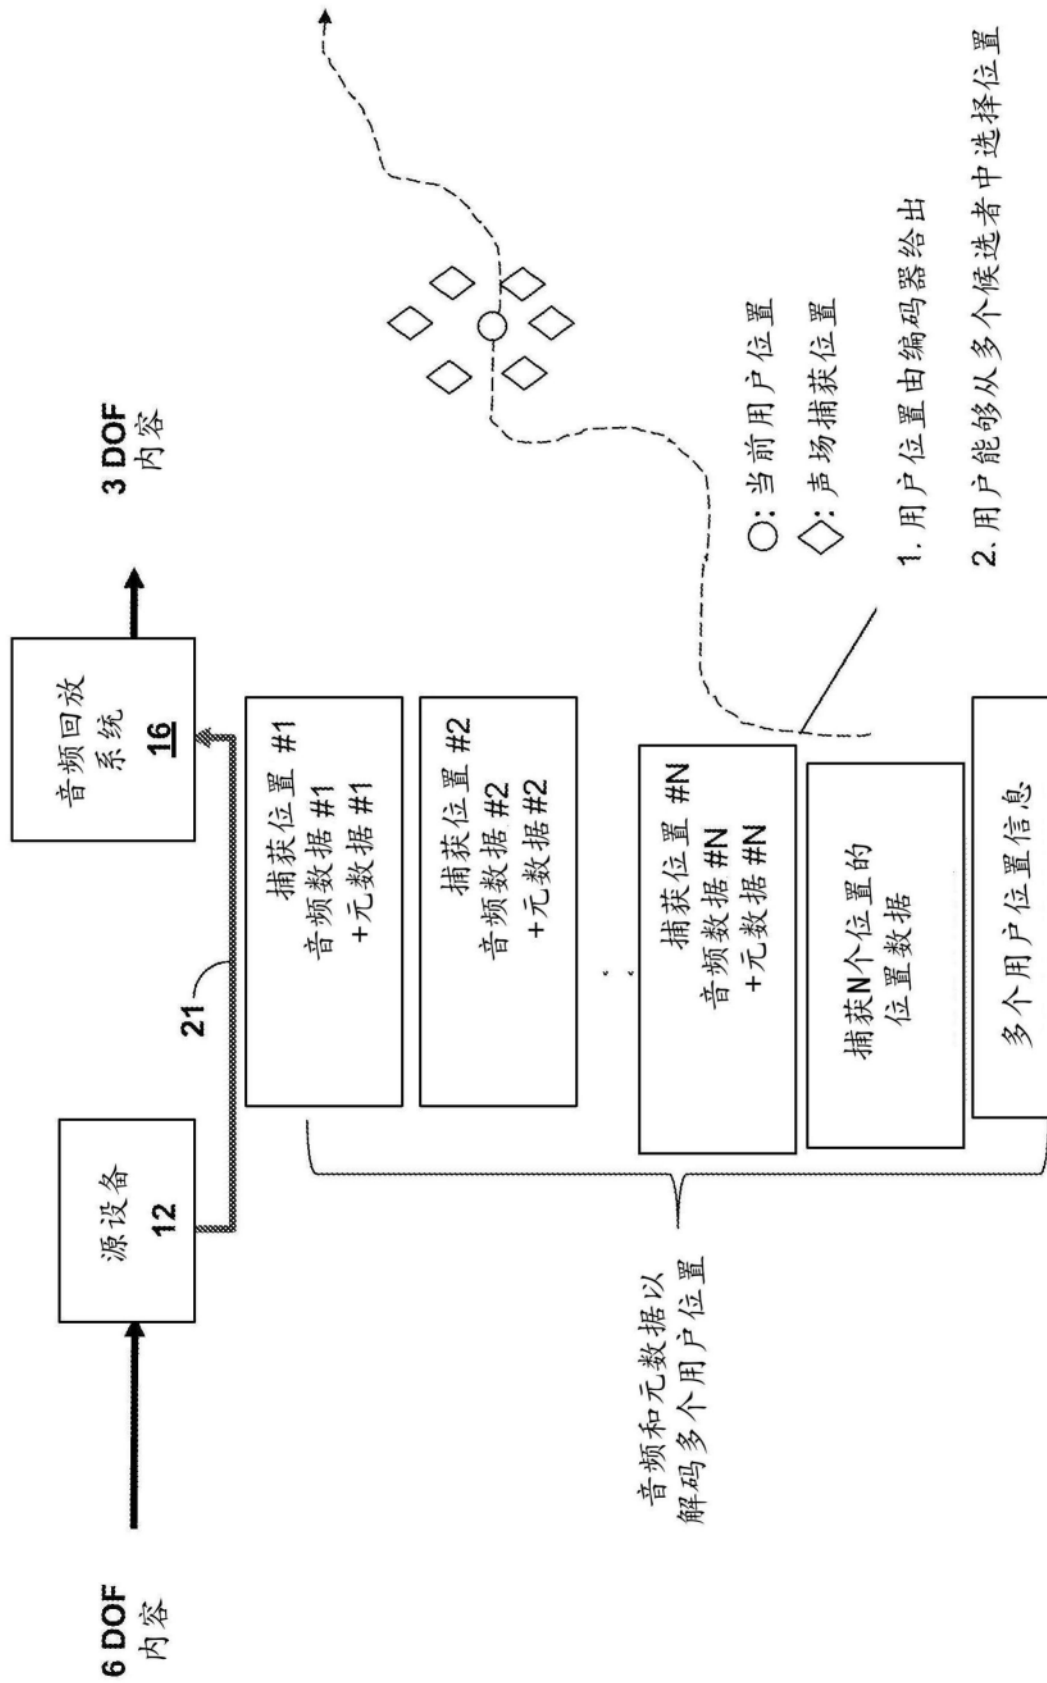 6 DOF
内容
源设备
12
21
音频回放
系统
16
3 DOF
内容
捕获位置 #1
音频数据 #1
+元数据 #1
捕获位置 #2
音频数据 #2
+元数据 #2
捕获位置 #N
音频数据 #N
+元数据 #N
捕获N个位置的
位置数据
多个用户位置信息
音频和元数据以
解码多个用户位置
: 当前用户位置
: 声场捕获位置
1. 用户位置由编码器给出
2. 用户能够从多个候选者中选择位置